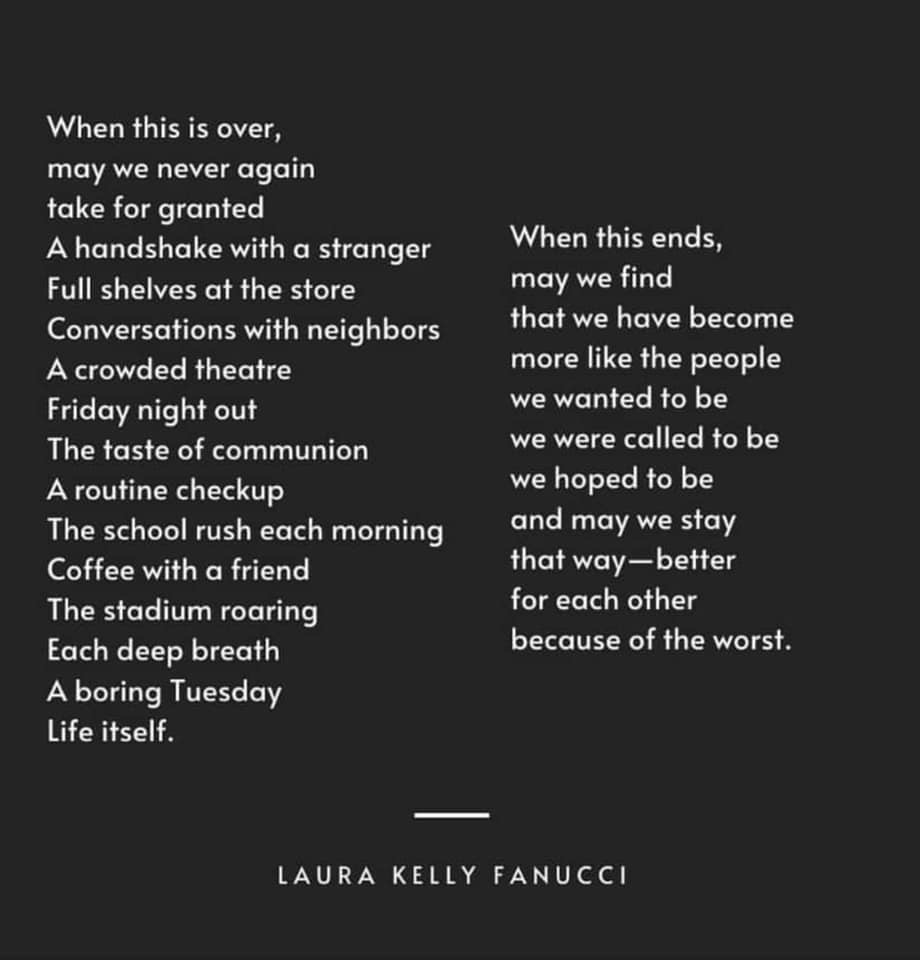 When this is over,
may we never again
take for granted
A handshake with a stranger
Full shelves at the store
Conversations with neighbors
A crowded theatre
Friday night out
The taste of communion
A routine checkup
The school rush each morning
Coffee with a friend
The stadium roaring
Each deep breath
A boring Tuesday
Life itself.
When this ends,
may we find
that we have become
more like the people
we wanted to be
we were called to be
we hoped to be
and may we stay
that way—better
for each other
because of the worst.
LAURA KELLY FANUCCI